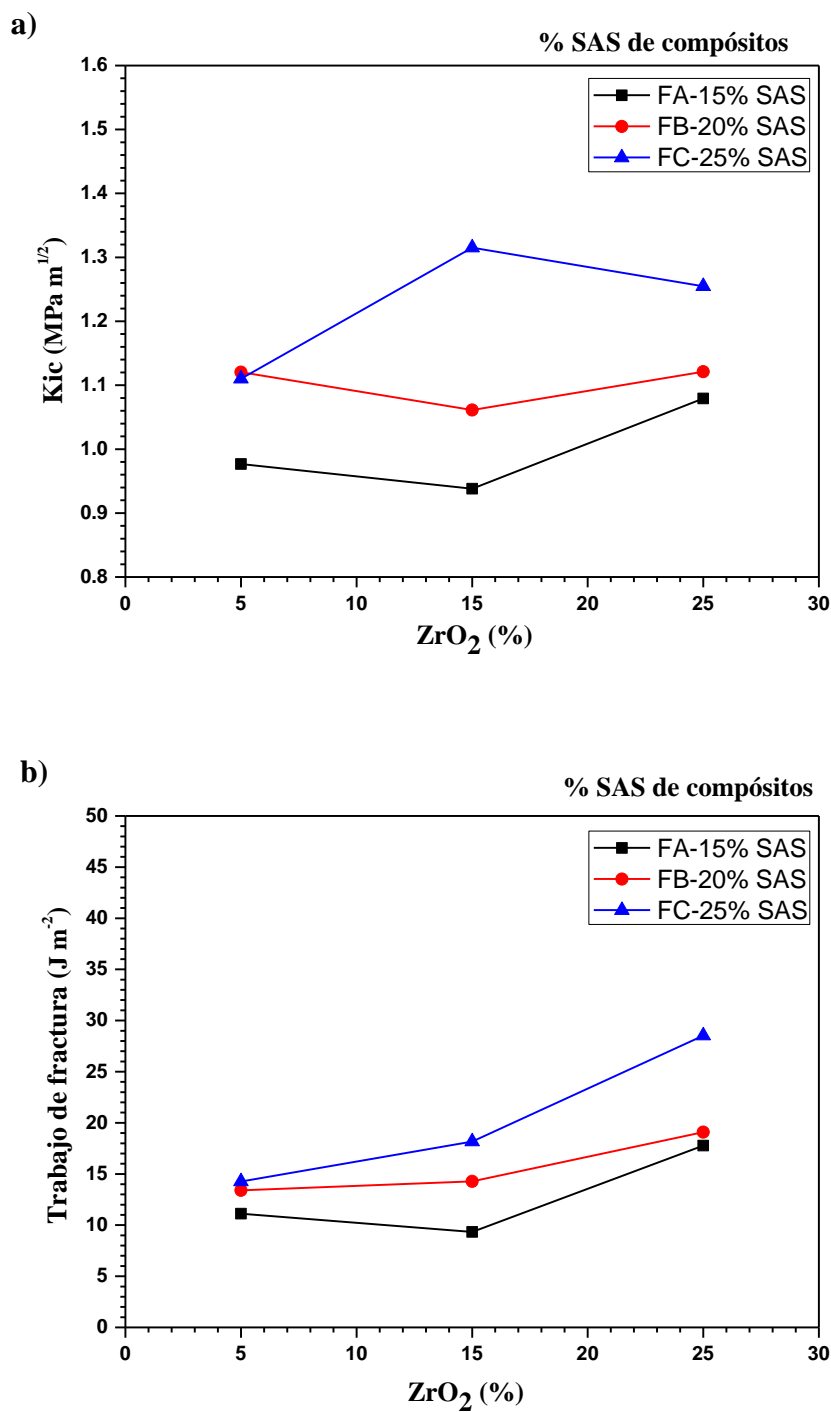 a)
% SAS de compósitos
FA-15% SAS
FB-20% SAS
FC-25% SAS
Kic (MPa m^1/2)
1.6
1.5
1.4
1.3
1.2
1.1
1.0
0.9
0.8
0 5 10 15 20 25 30
ZrO2 (%)
b)
% SAS de compósitos
FA-15% SAS
FB-20% SAS
FC-25% SAS
Trabajo de fractura (J m^-2)
50
45
40
35
30
25
20
15
10
5
0
0 5 10 15 20 25 30
ZrO2 (%)